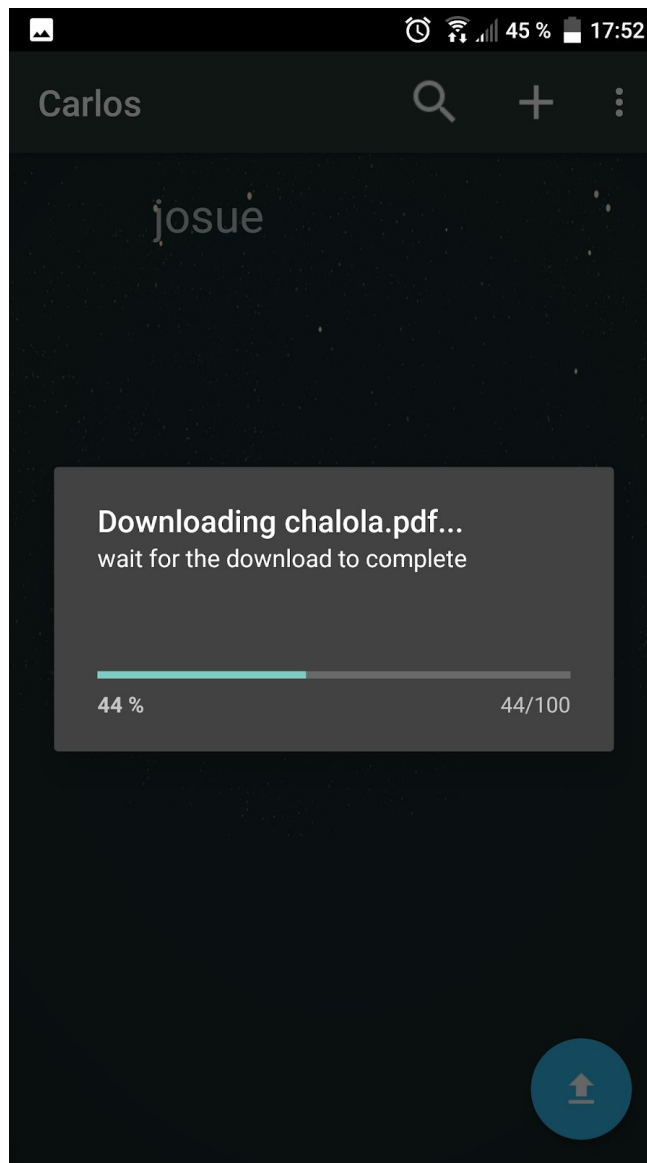 45 % 17:52
Carlos
josue
Downloading chalola.pdf...
wait for the download to complete
44 % 44/100